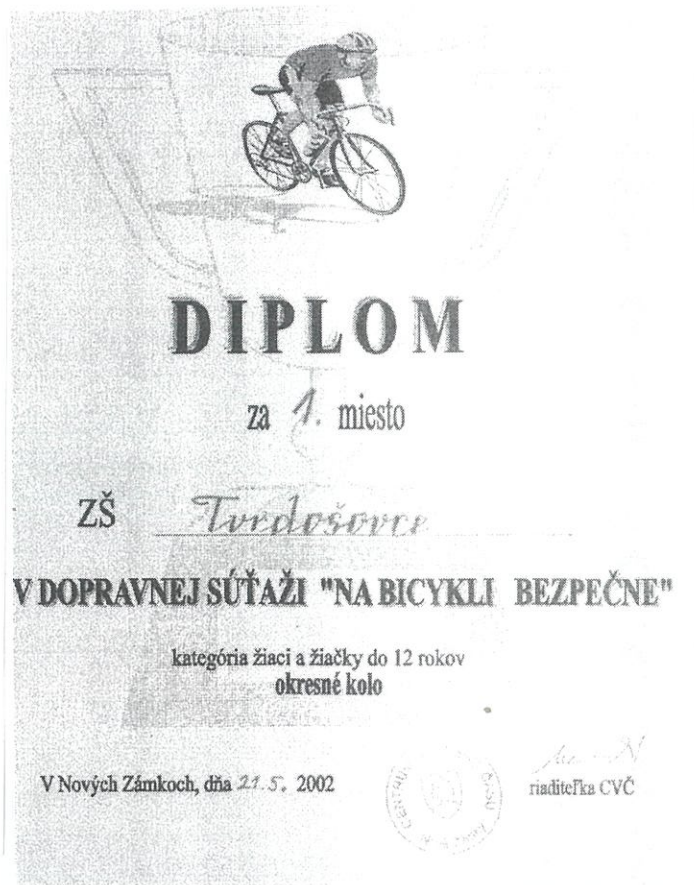 DIPLOM
za 1. miesto
ZŠ Tvrdošovce
V DOPRAVNEJ SÚŤAŽI "NA BICYKLI BEZPEČNE"
kategória žiaci a žiačky do 12 rokov
okresné kolo
V Nových Zámkoch, dňa 21.5. 2002
riaditeľka CVČ
CENTRUM